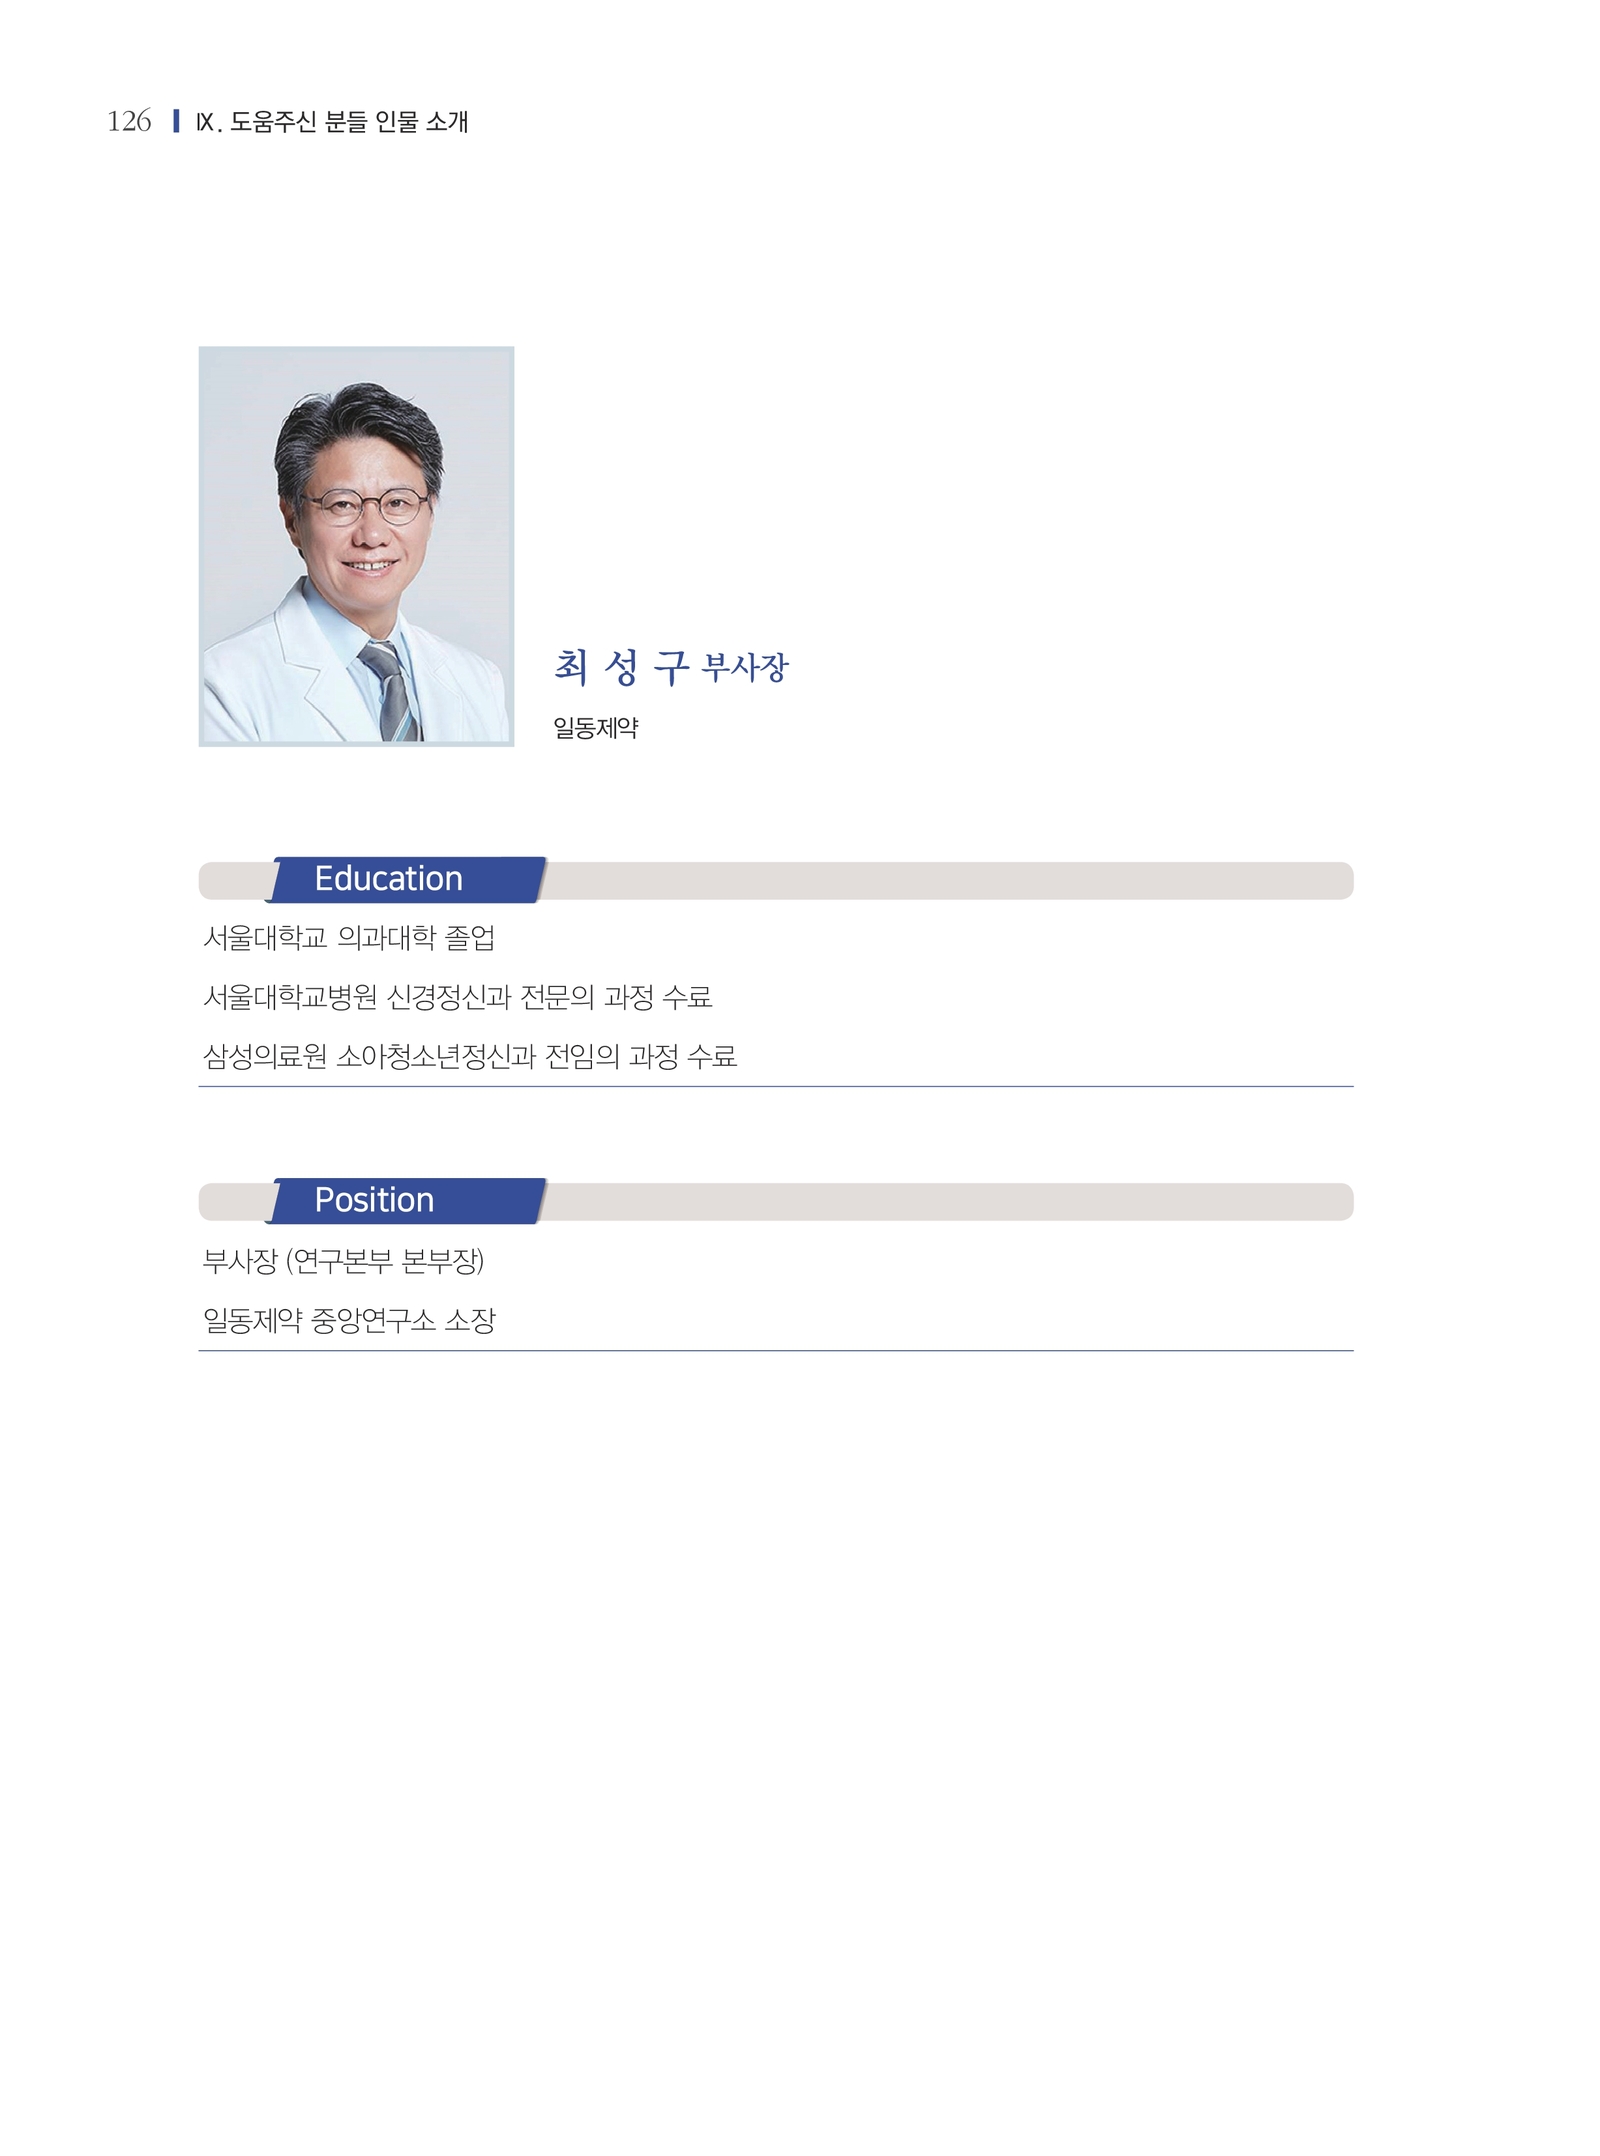 126 Ⅸ. 도움주신 분들 인물 소개
최 성 구 부사장
일동제약
Education
서울대학교 의과대학 졸업
서울대학교병원 신경정신과 전문의 과정 수료
삼성의료원 소아청소년정신과 전임의 과정 수료
Position
부사장 (연구본부 본부장)
일동제약 중앙연구소 소장